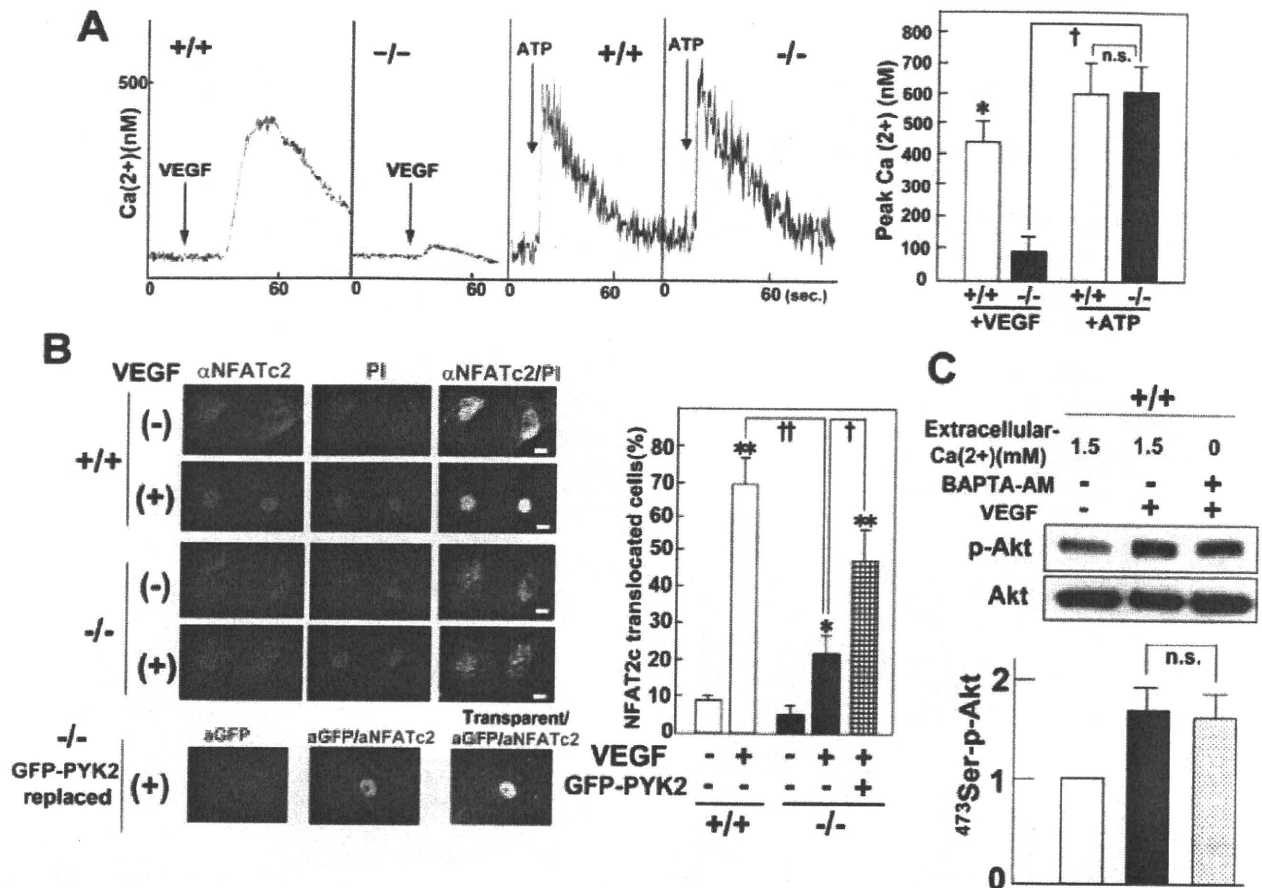 A
+/+
−/−
ATP
+/+
-/-
500
Ca(2+)(nM)
VEGF
VEGF
0
60
0
60
0
60
0
60 (sec.)
Peak Ca (2+) (nM)
800
700
600
500
400
300
200
100
0
*
†
n.s.
+/+ -/- +/+ -/-
+VEGF +ATP
B
VEGF αNFATc2 PI αNFATc2/PI
+/+
(-)
(+)
-/-
(-)
(+)
-/-
GFP-PYK2
replaced
(+)
aGFP
aGFP/aNFATc2
Transparent/
aGFP/aNFATc2
NFAT2c translocated cells(%)
80
70
60
50
40
30
20
10
0
**
††
†
*
**
VEGF - + - + +
GFP-PYK2 - - - - +
+/+ -/-
C
+/+
Extracellular-
Ca(2+)(mM) 1.5 1.5 0
BAPTA-AM - - +
VEGF - + +
p-Akt
Akt
473Ser-p-Akt
2
1
0
n.s.